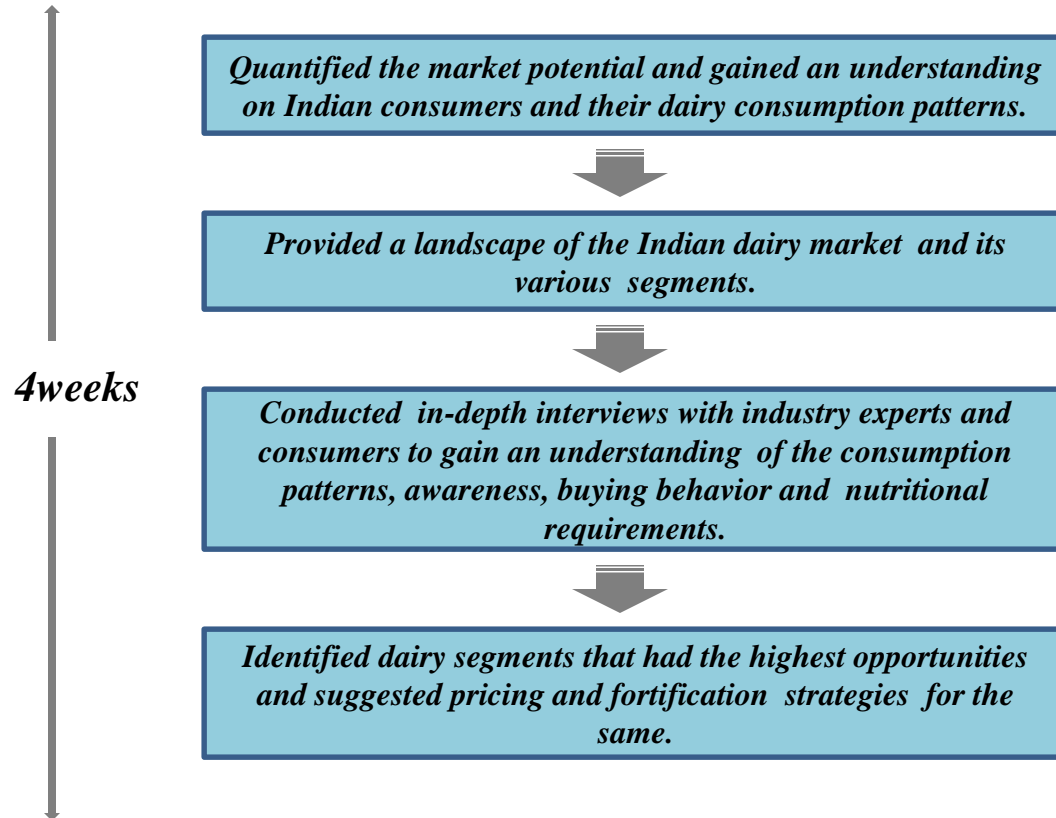 Quantified the market potential and gained an understanding
on Indian consumers and their dairy consumption patterns.
Provided a landscape of the Indian dairy market and its
various segments.
4weeks
Conducted in-depth interviews with industry experts and
consumers to gain an understanding of the consumption
patterns, awareness, buying behavior and nutritional
requirements.
Identified dairy segments that had the highest opportunities
and suggested pricing and fortification strategies for the
same.